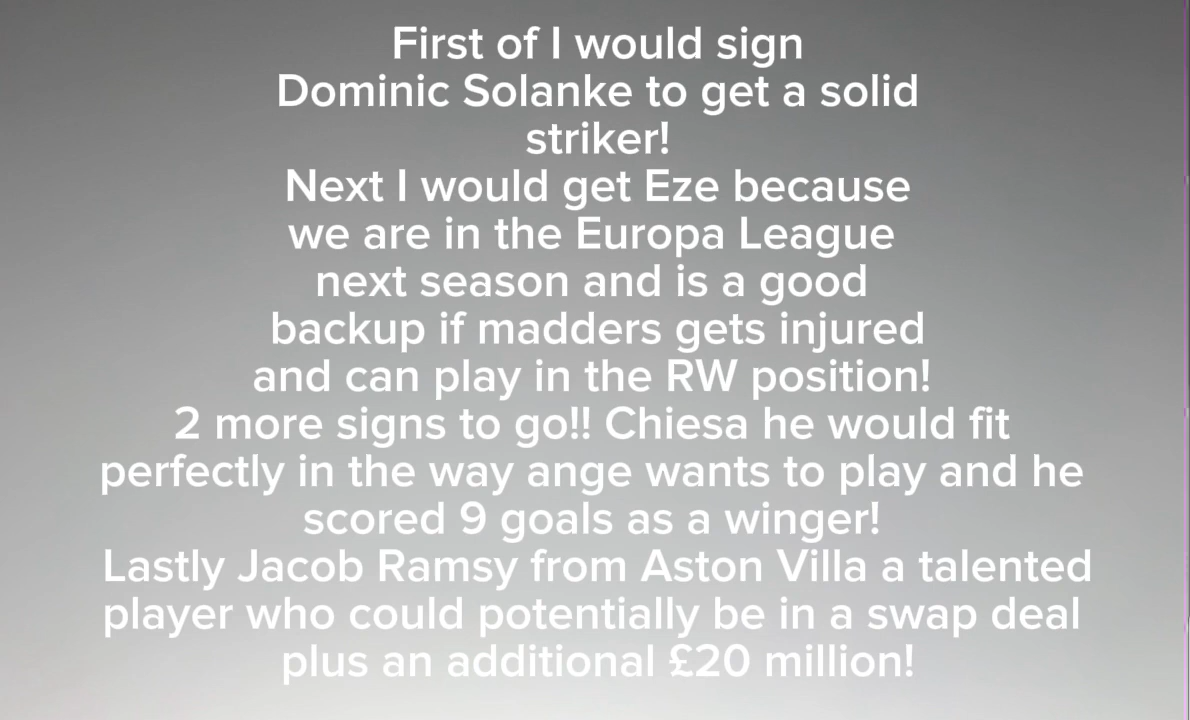 First of I would sign
Dominic Solanke to get a solid
striker!
Next I would get Eze because
we are in the Europa League
next season and is a good
backup if madders gets injured
and can play in the RW position!
2 more signs to go!! Chiesa he would fit
perfectly in the way ange wants to play and he
scored 9 goals as a winger!
Lastly Jacob Ramsy from Aston Villa a talented
player who could potentially be in a swap deal
plus an additional £20 million!